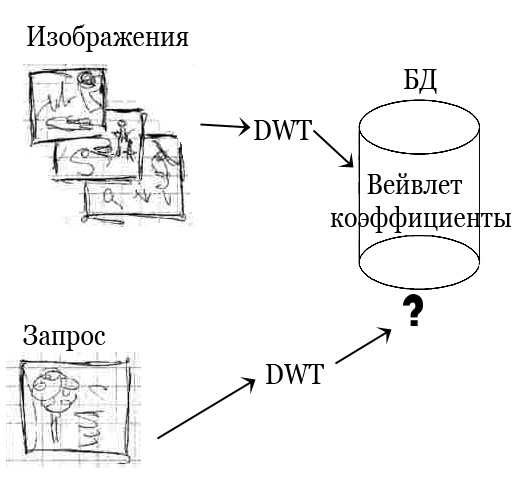 Изображения
БД
DWT
Вейвлет
коэффициенты
?
Запрос
DWT